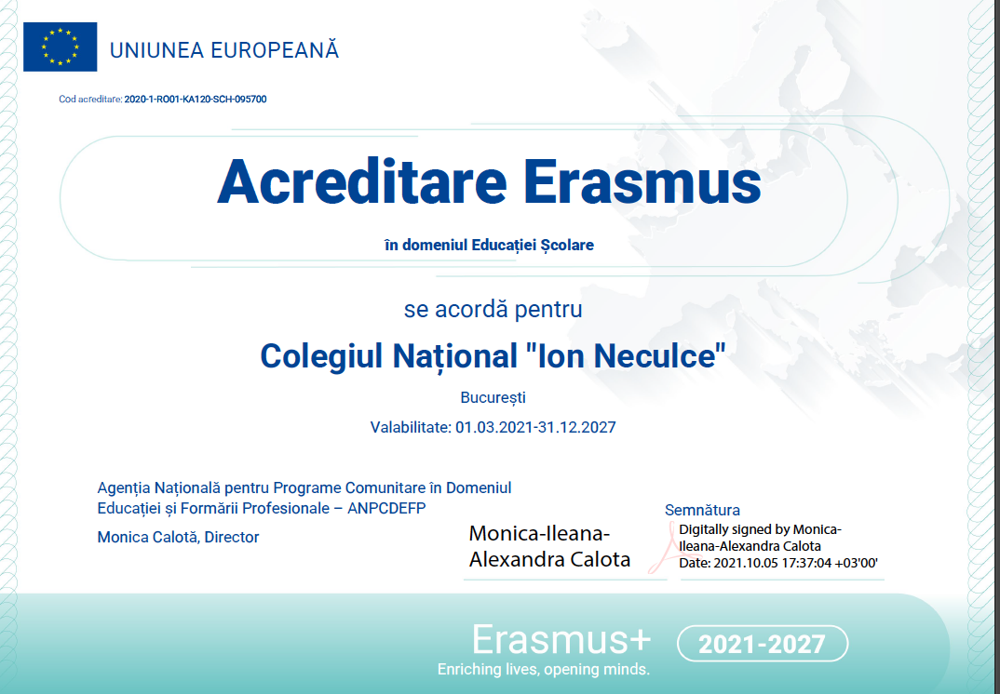 UNIUNEA EUROPEANĂ
Cod acreditare: 2020-1-RO01-KA120-SCH-095700
Acreditare Erasmus
în domeniul Educației Școlare
se acordă pentru
Colegiul Național "Ion Neculce"
București
Valabilitate: 01.03.2021-31.12.2027
Agenția Națională pentru Programe Comunitare în Domeniul
Educației și Formării Profesionale – ANPCDEFP
Monica Calotă, Director
Monica-Ileana-
Alexandra Calota
Semnătura
Digitally signed by Monica-
Ileana-Alexandra Calota
Date: 2021.10.05 17:37:04 +03'00'
Erasmus+
Enriching lives, opening minds.
2021-2027